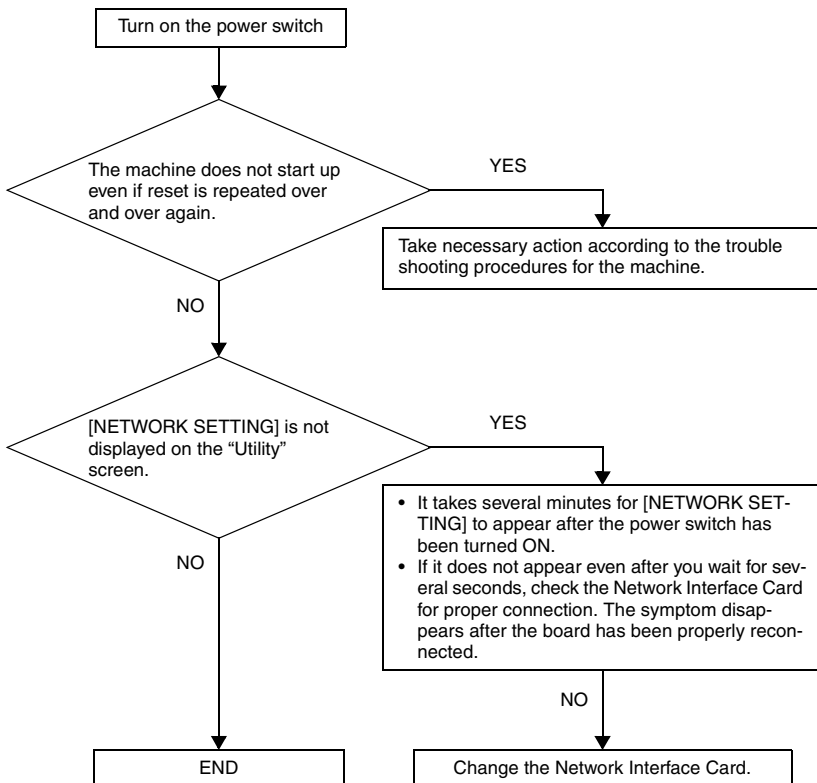 Turn on the power switch
The machine does not start up
even if reset is repeated over
and over again.
YES
Take necessary action according to the trouble
shooting procedures for the machine.
NO
[NETWORK SETTING] is not
displayed on the “Utility”
screen.
YES
• It takes several minutes for [NETWORK SET-
TING] to appear after the power switch has
been turned ON.
• If it does not appear even after you wait for sev-
eral seconds, check the Network Interface Card
for proper connection. The symptom disap-
pears after the board has been properly recon-
nected.
NO
NO
END
Change the Network Interface Card.